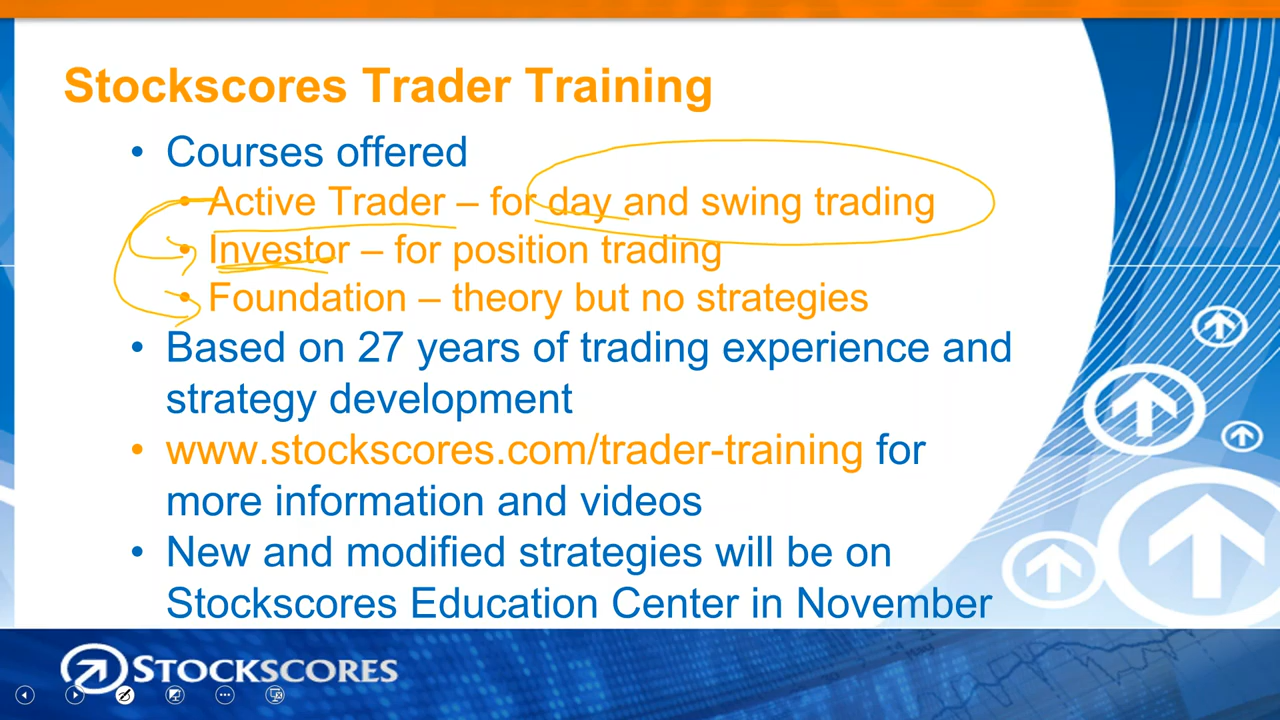 Stockscores Trader Training
• Courses offered
• Active Trader – for day and swing trading
• Investor – for position trading
• Foundation – theory but no strategies
• Based on 27 years of trading experience and
strategy development
• www.stockscores.com/trader-training for
more information and videos
• New and modified strategies will be on
Stockscores Education Center in November
STOCKSCORES